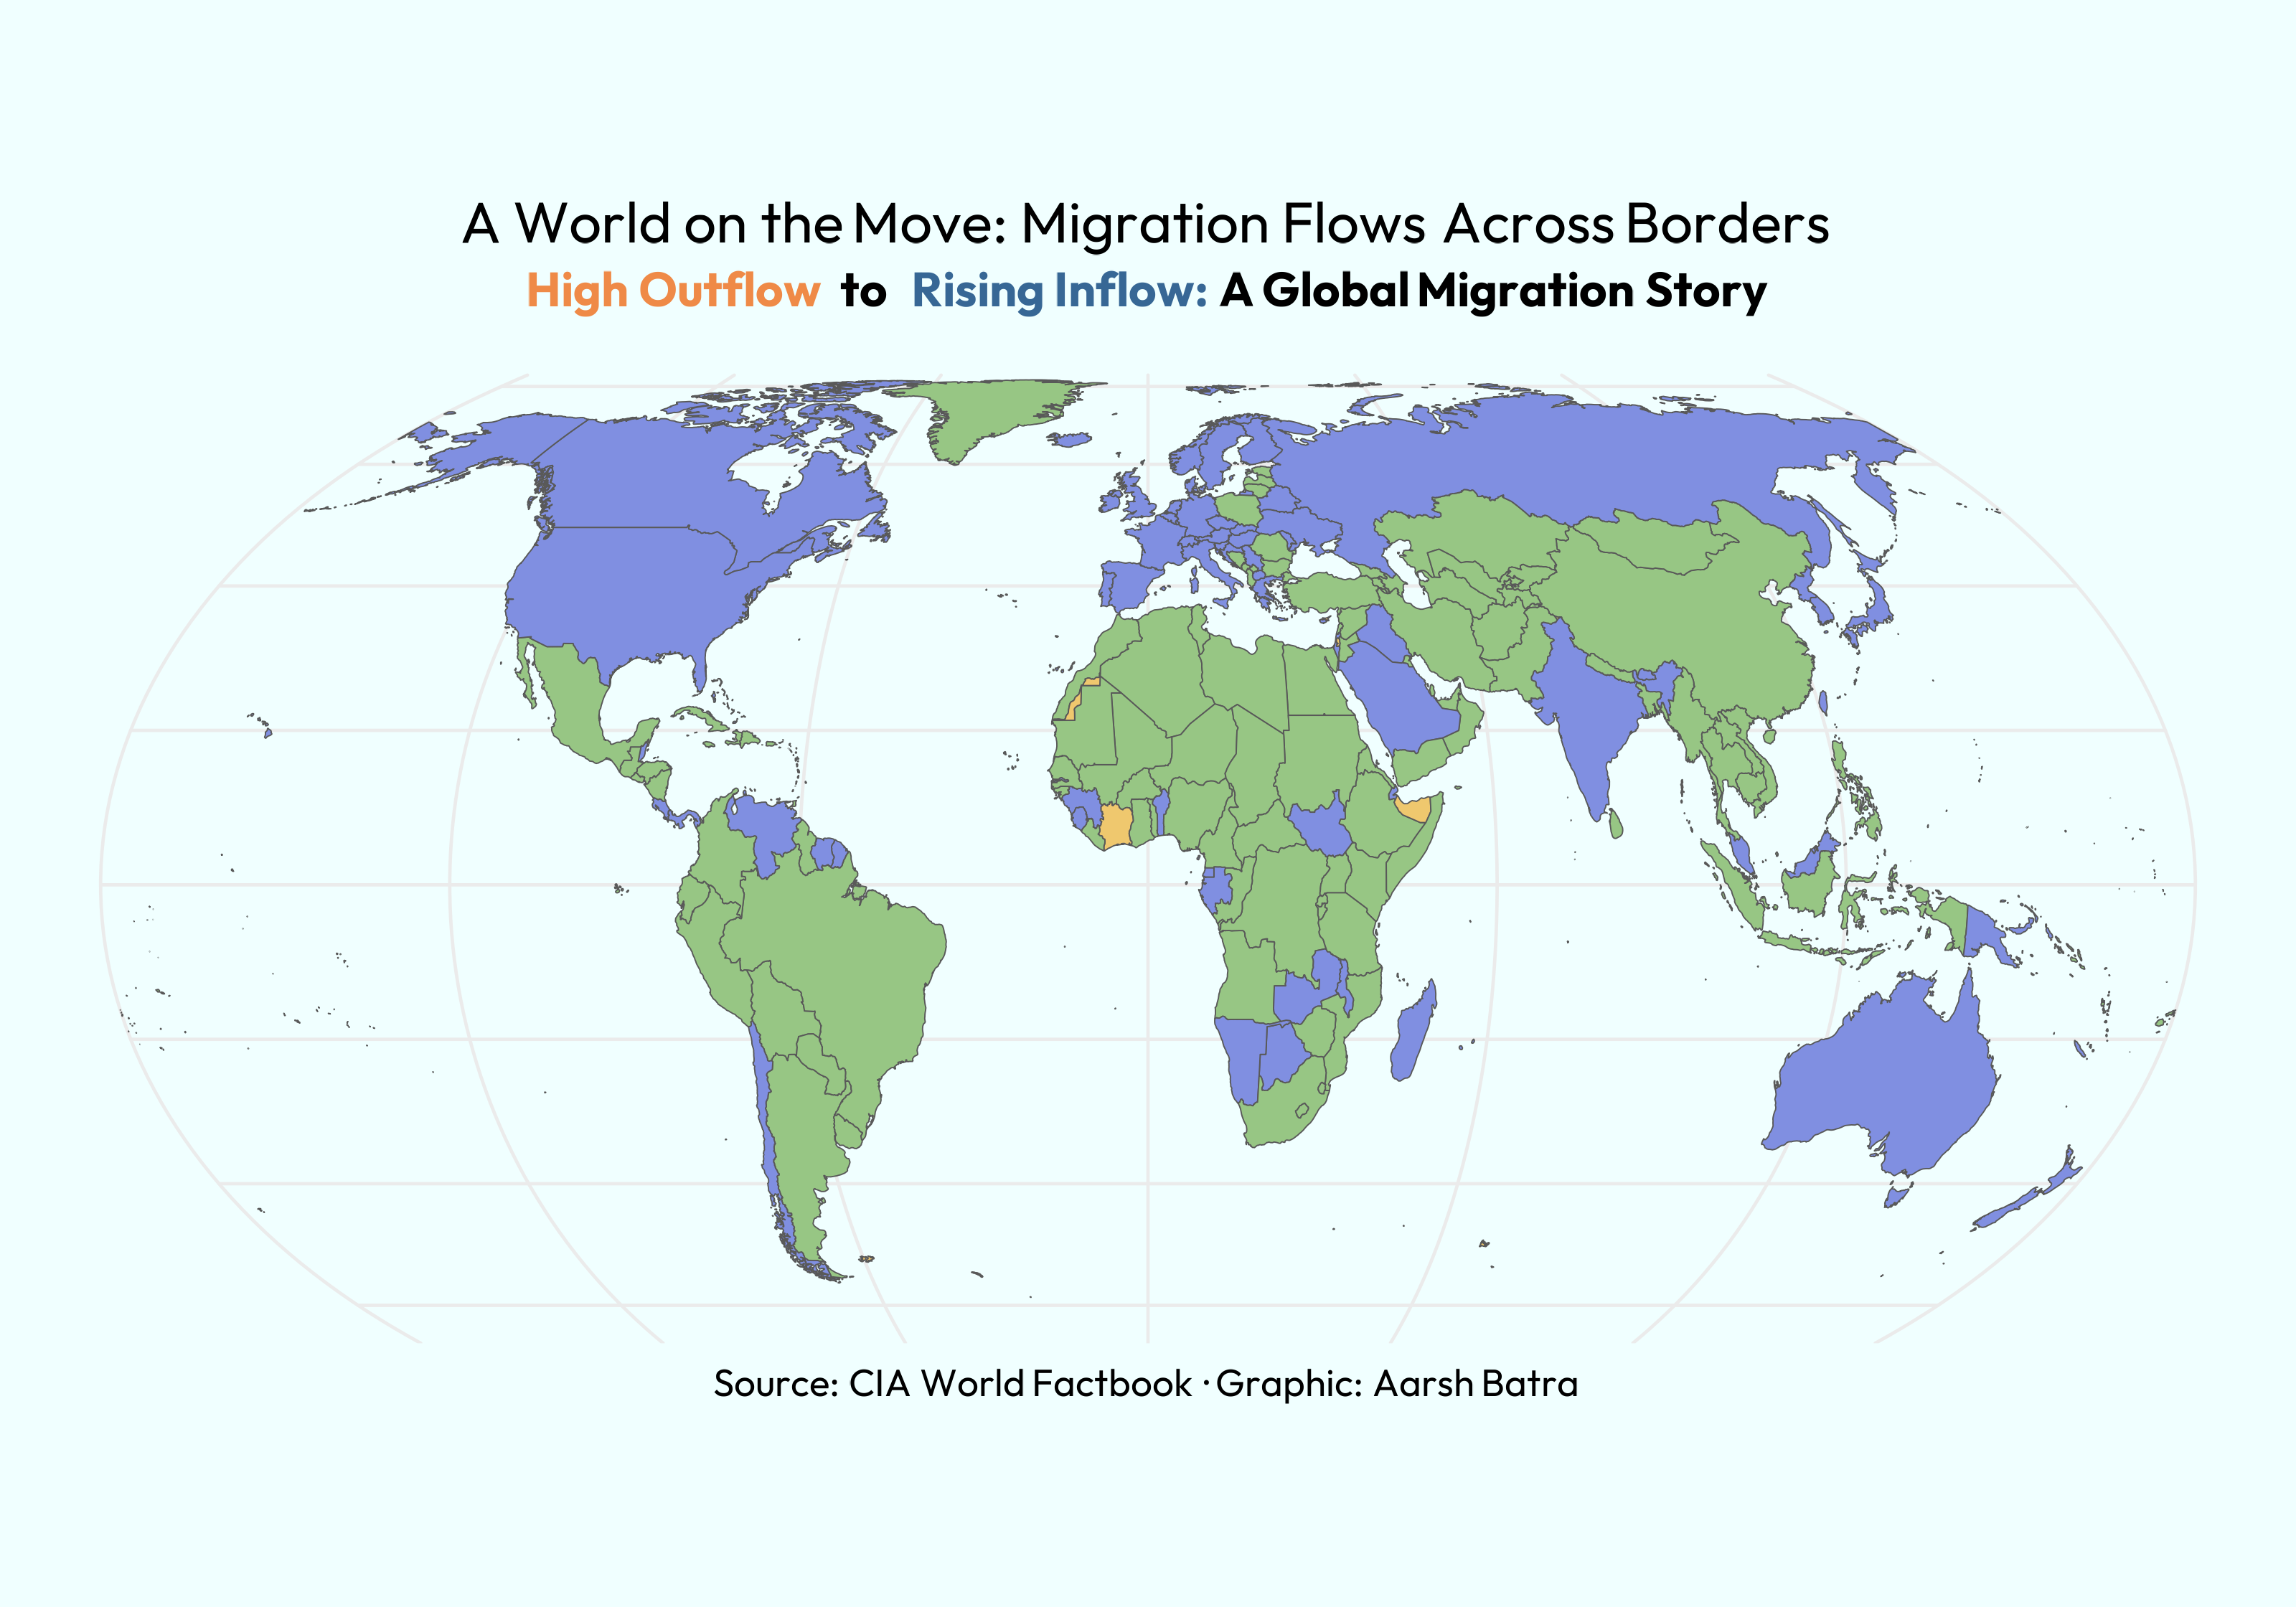 A World on the Move: Migration Flows Across Borders
High Outflow to Rising Inflow: A Global Migration Story
Source: CIA World Factbook · Graphic: Aarsh Batra